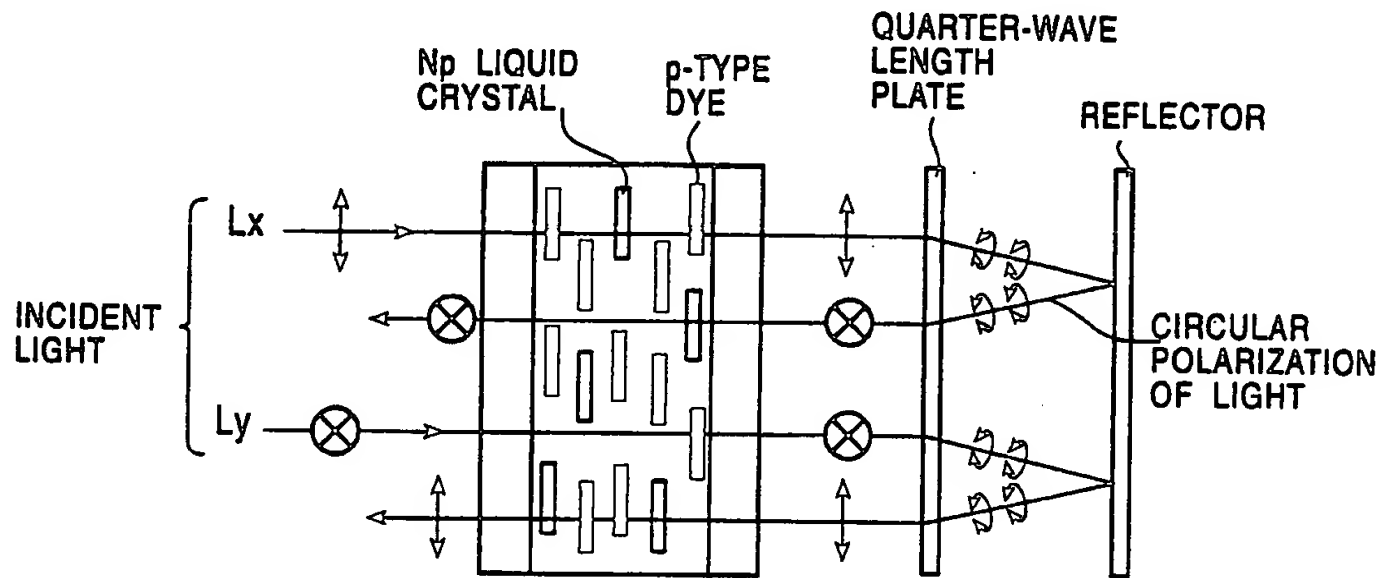 QUARTER-WAVE
LENGTH
PLATE
Np LIQUID
CRYSTAL
p-TYPE
DYE
REFLECTOR
Lx
INCIDENT
LIGHT
Ly
CIRCULAR
POLARIZATION
OF LIGHT